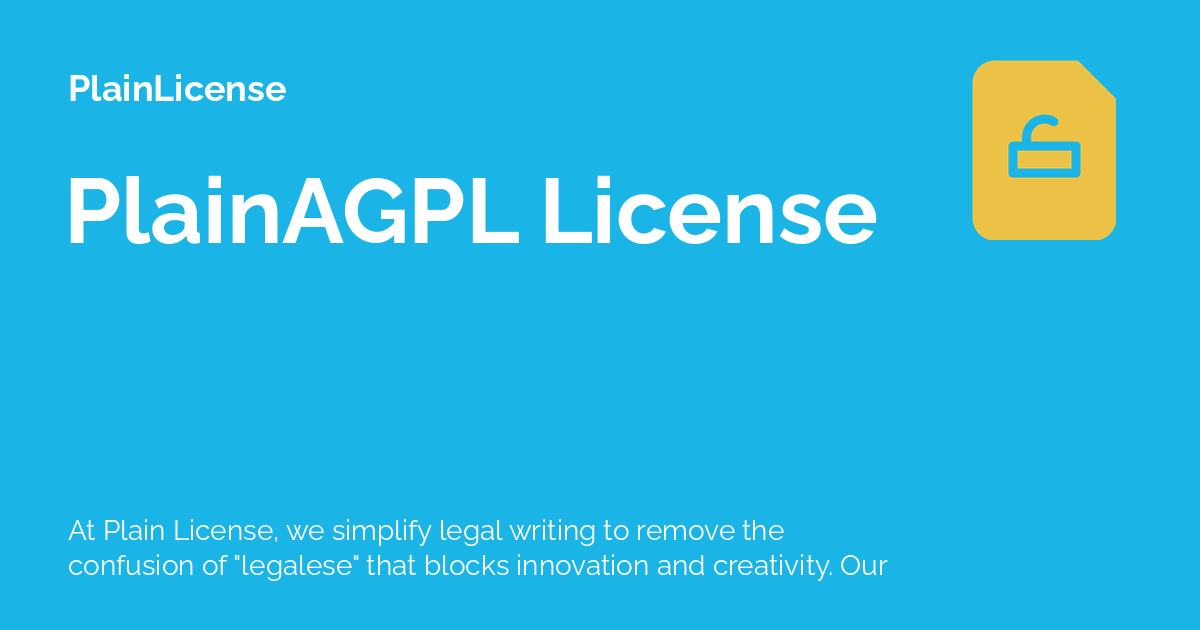 PlainLicense
PlainAGPL License
At Plain License, we simplify legal writing to remove the
confusion of "legalese" that blocks innovation and creativity. Our